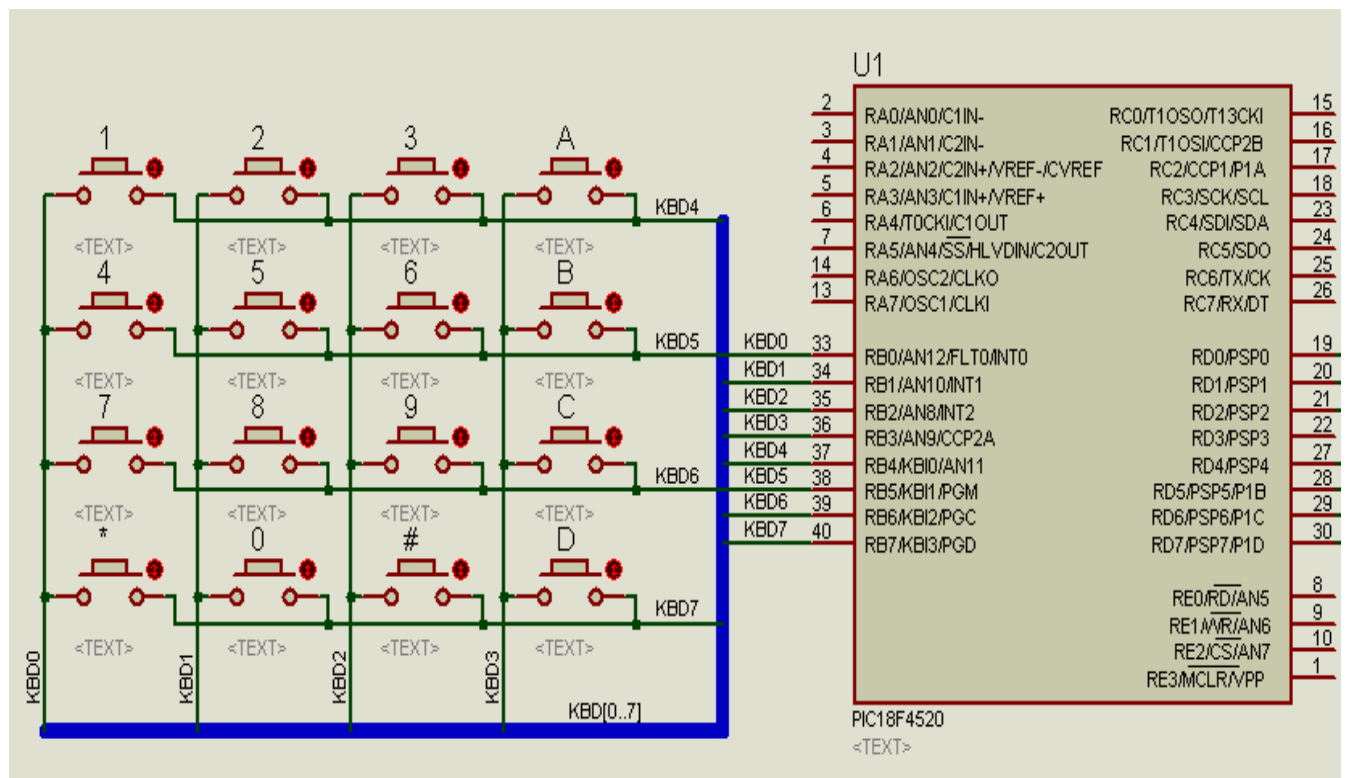 U1
1 2 3 A
KBD4
<TEXT> <TEXT> <TEXT> <TEXT>
4 5 6 B
KBD5
<TEXT> <TEXT> <TEXT> <TEXT>
7 8 9 C
KBD6
<TEXT> <TEXT> <TEXT> <TEXT>
* 0 # D
KBD7
<TEXT> <TEXT> <TEXT> <TEXT>
KBD0 KBD1 KBD2 KBD3
KBD[0..7]
2 RA0/AN0/C1IN-
3 RA1/AN1/C2IN-
4 RA2/AN2/C2IN+/VREF-/CVREF
5 RA3/AN3/C1IN+/VREF+
6 RA4/T0CKI/C1OUT
7 RA5/AN4/SS/HLVDIN/C2OUT
14 RA6/OSC2/CLKO
13 RA7/OSC1/CLKI
KBD0 33 RB0/AN12/FLT0/INT0
KBD1 34 RB1/AN10/INT1
KBD2 35 RB2/AN8/INT2
KBD3 36 RB3/AN9/CCP2A
KBD4 37 RB4/KBI0/AN11
KBD5 38 RB5/KBI1/PGM
KBD6 39 RB6/KBI2/PGC
KBD7 40 RB7/KBI3/PGD
RC0/T1OSO/T13CKI 15
RC1/T1OSI/CCP2B 16
RC2/CCP1/P1A 17
RC3/SCK/SCL 18
RC4/SDI/SDA 23
RC5/SDO 24
RC6/TX/CK 25
RC7/RX/DT 26
RD0/PSP0 19
RD1/PSP1 20
RD2/PSP2 21
RD3/PSP3 22
RD4/PSP4 27
RD5/PSP5/P1B 28
RD6/PSP6/P1C 29
RD7/PSP7/P1D 30
RE0/RD/AN5 8
RE1/WR/AN6 9
RE2/CS/AN7 10
RE3/MCLR/VPP 1
PIC18F4520
<TEXT>